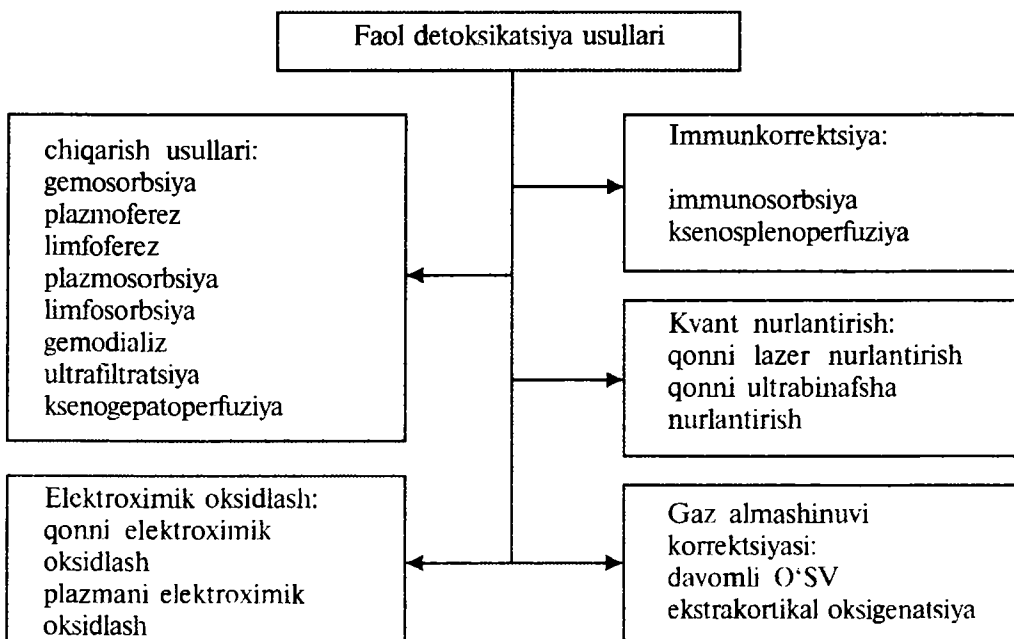 Faol detoksikatsiya usullari
chiqarish usullari:
gemosorbsiya
plazmoferez
limfoferez
plazmosorbsiya
limfosorbsiya
gemodializ
ultrafiltratsiya
ksenogepatoperfuziya
Immunkorrektsiya:
immunosorbsiya
ksenosplenoperfuziya
Kvant nurlantirish:
qonni lazer nurlantirish
qonni ultrabinafsha
nurlantirish
Elektroximik oksidlash:
qonni elektroximik
oksidlash
plazmani elektroximik
oksidlash
Gaz almashinuvi
korrektsiyasi:
davomli O‘SV
ekstrakortikal oksigenatsiya